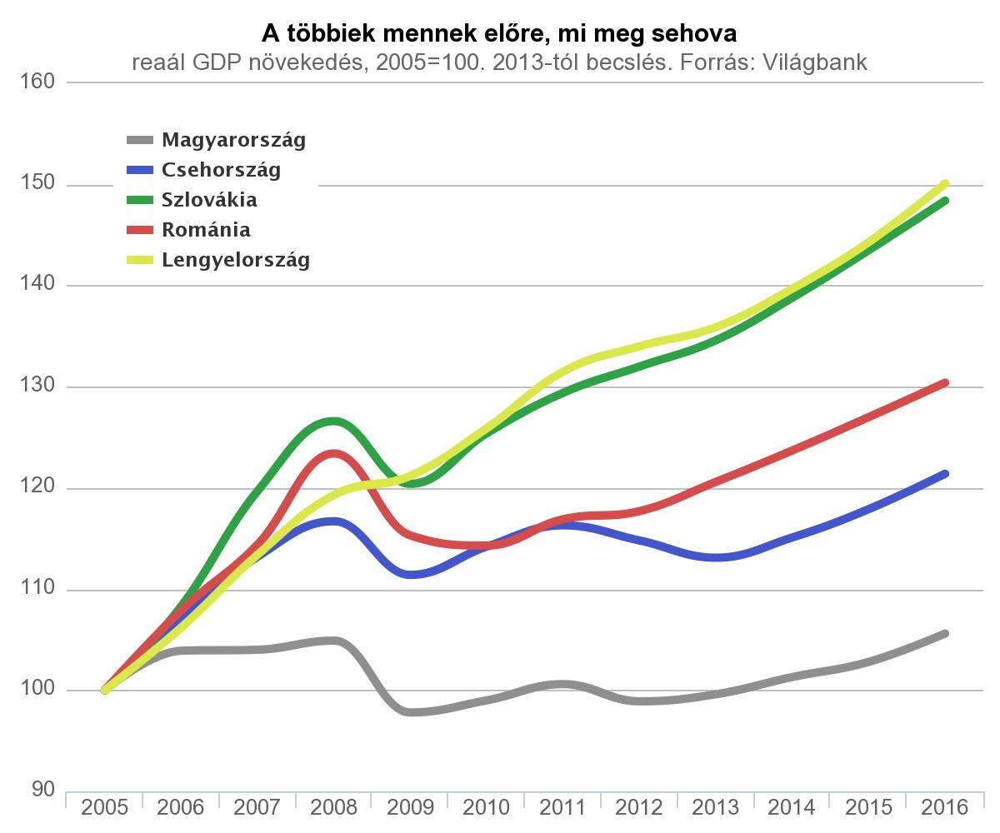 A többiek mennek előre, mi meg sehova
reaál GDP növekedés, 2005=100. 2013-tól becslés. Forrás: Világbank
160
Magyarország
Csehország
150
Szlovákia
Románia
Lengyelország
140
130
120
110
100
90
2005 2006 2007 2008 2009 2010 2011 2012 2013 2014 2015 2016